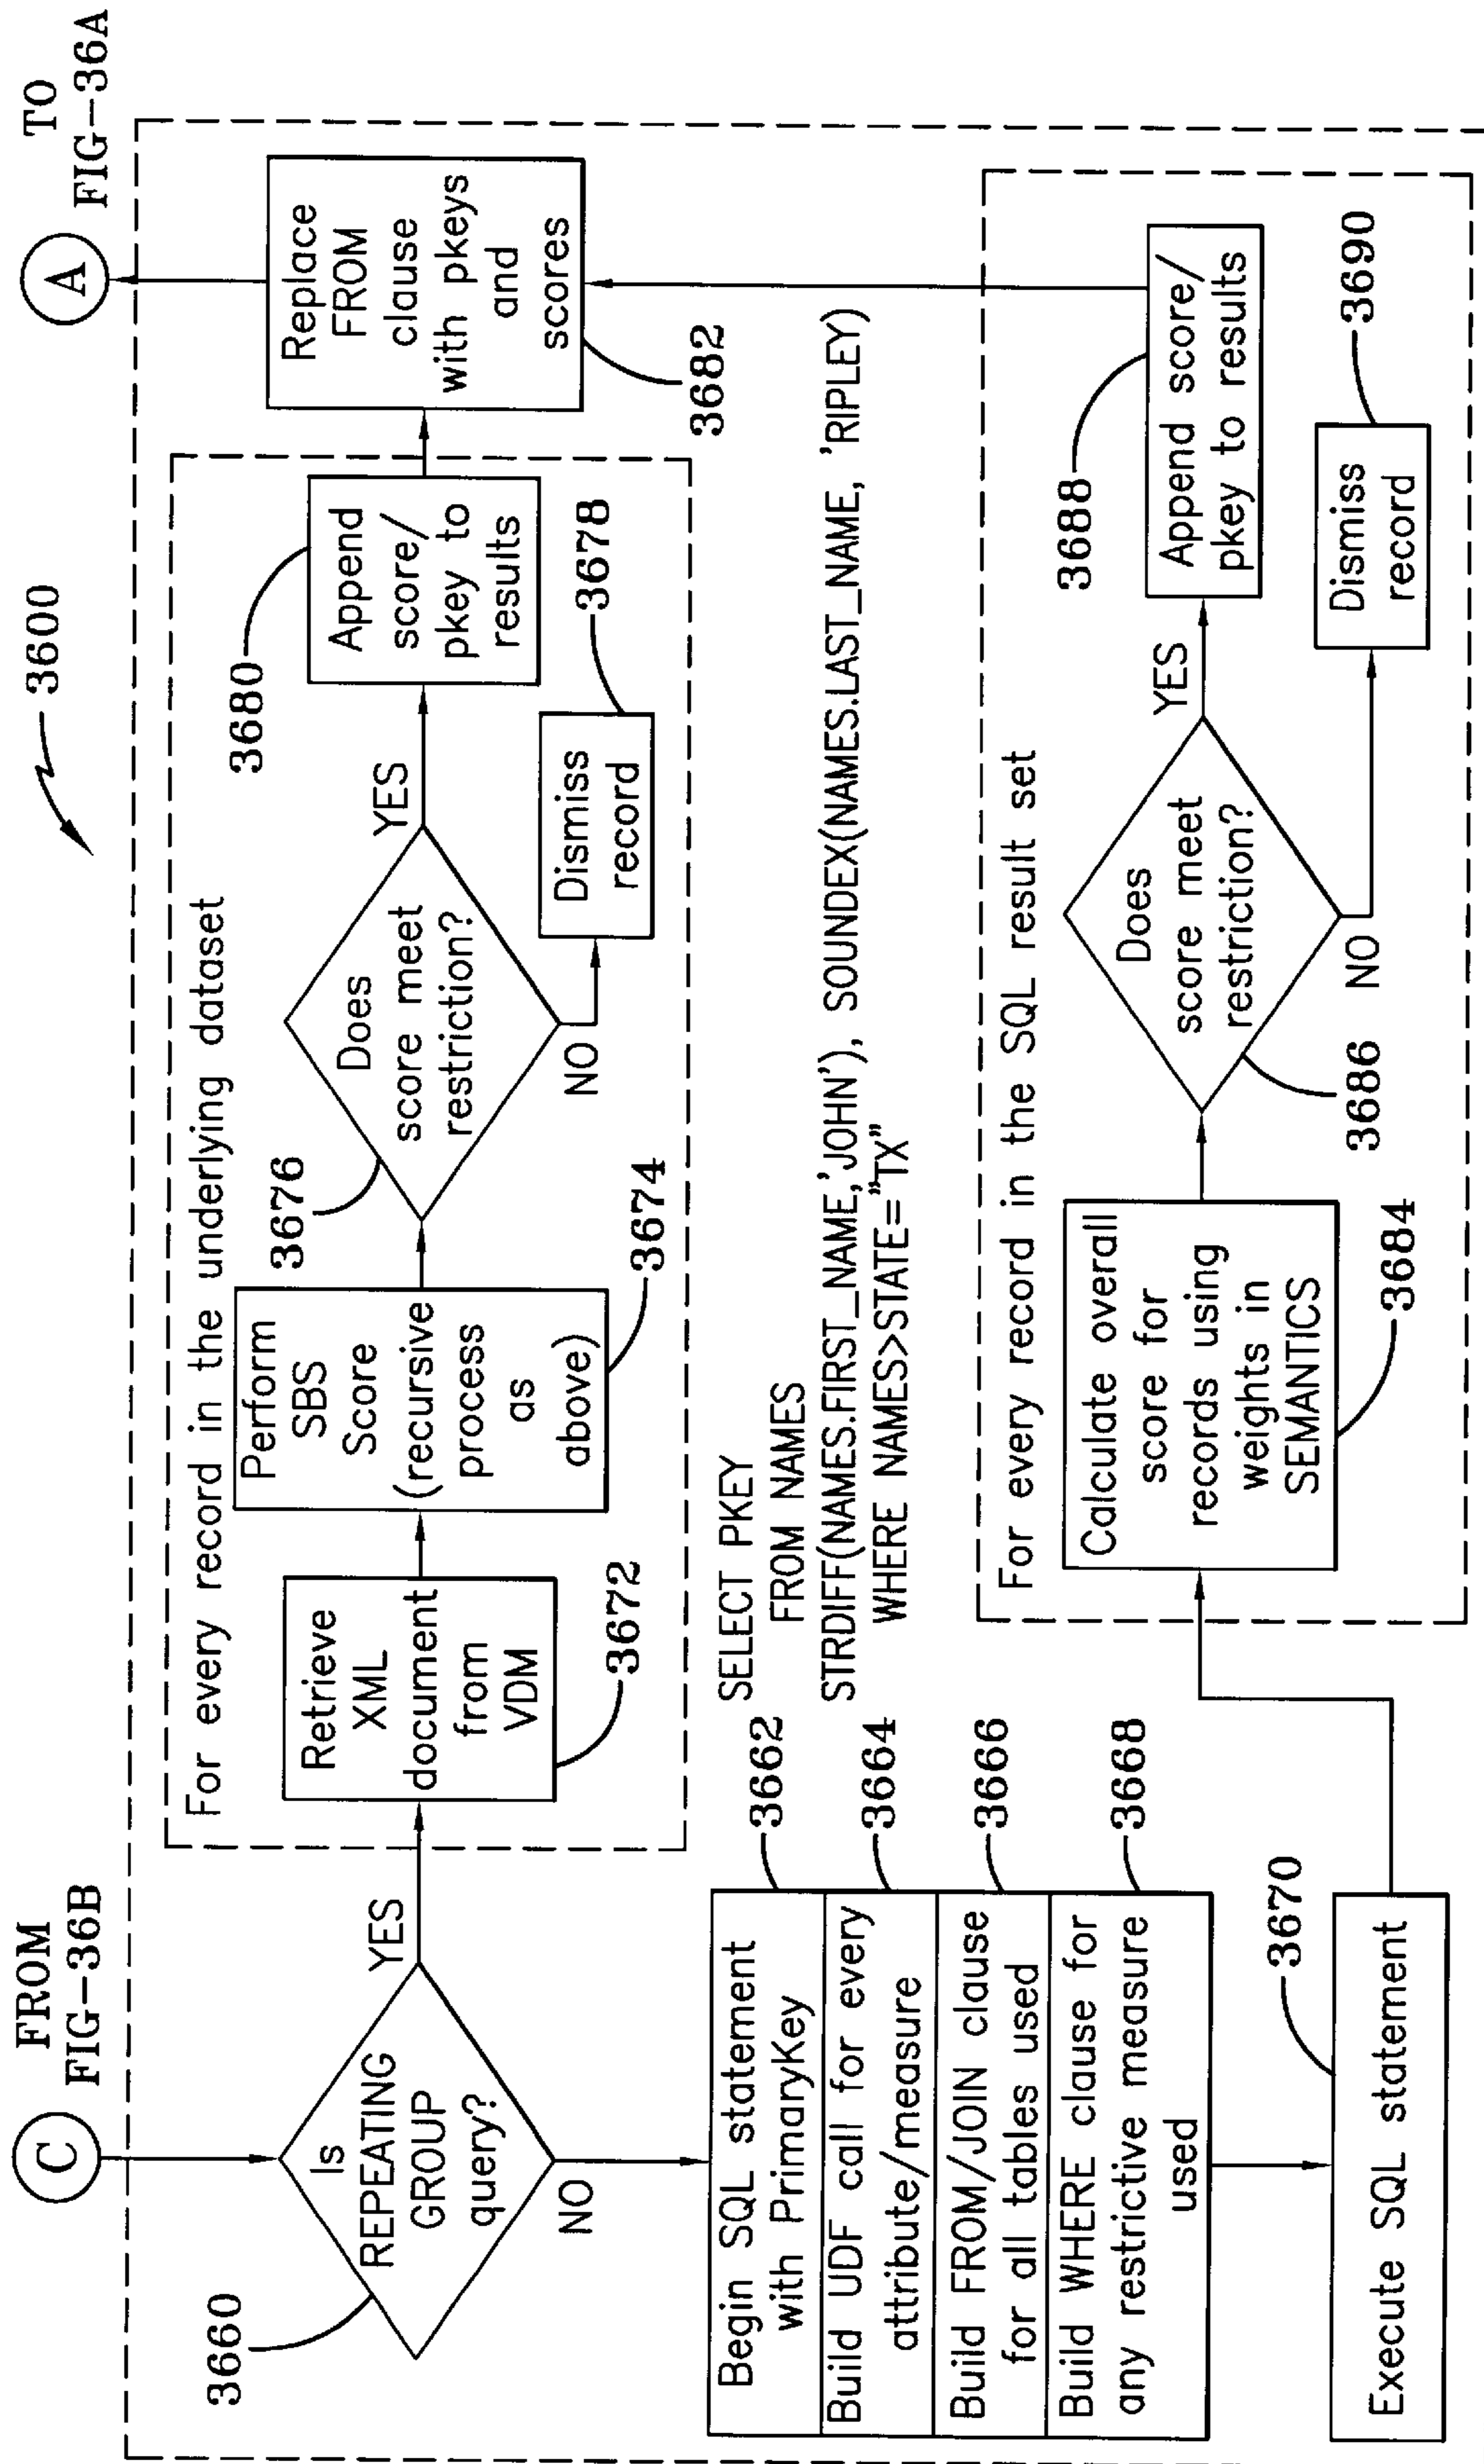 3600
FROM
FIG-36B
C
TO
FIG-36A
A
3660
Is
REPEATING
GROUP
query?
YES
NO
For every record in the underlying dataset
Retrieve
XML
document
from
VDM
3672
Perform
SBS
Score
(recursive
process
as
above)
3674
3676
Does
score meet
restriction?
YES
NO
Dismiss
record
3678
3680
Append
score/
pkey to
results
Replace
FROM
clause
with pkeys
and
scores
3682
Begin SQL statement
with PrimaryKey
3662
Build UDF call for every
attribute/measure
3664
Build FROM/JOIN clause
for all tables used
3666
Build WHERE clause for
any restrictive measure
used
3668
SELECT PKEY
FROM NAMES
STRDIFF(NAMES.FIRST_NAME,'JOHN'), SOUNDEX(NAMES.LAST_NAME, 'RIPLEY)
WHERE NAMES>STATE="TX"
Execute SQL statement
3670
For every record in the SQL result set
Calculate overall
score for
records using
weights in
SEMANTICS
3684
Does
score meet
restriction?
3686
YES
NO
3688
Append score/
pkey to results
Dismiss
record
3690